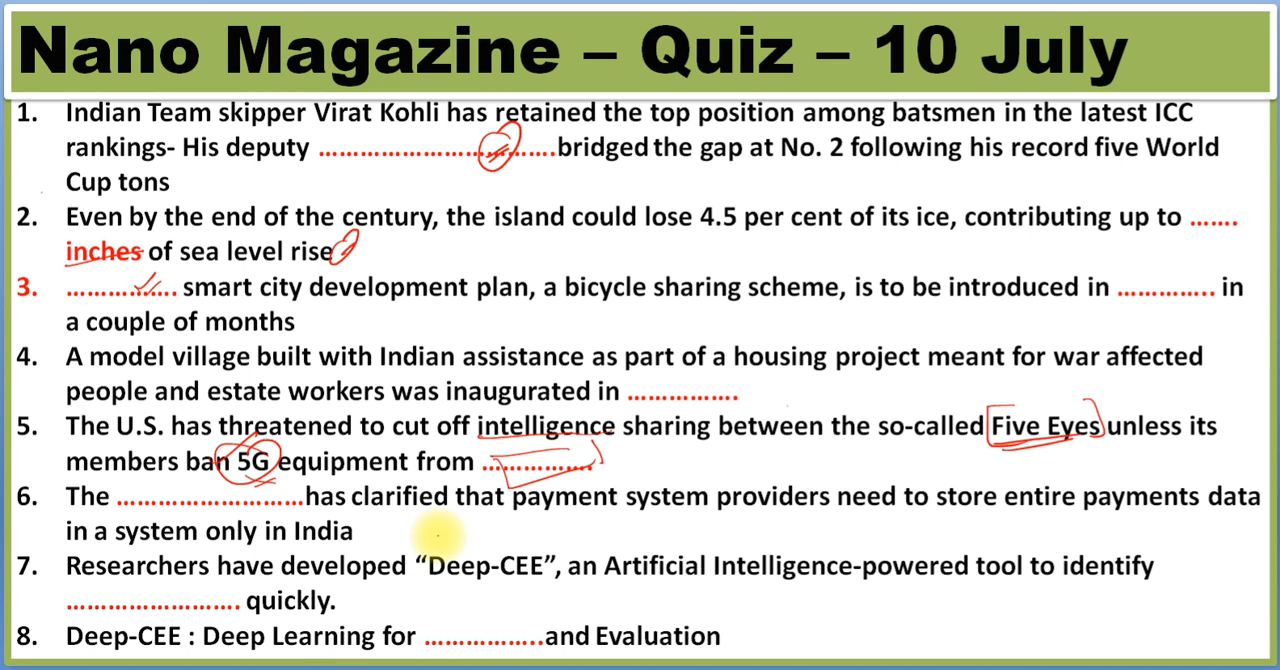 Nano Magazine – Quiz – 10 July
1. Indian Team skipper Virat Kohli has retained the top position among batsmen in the latest ICC
rankings- His deputy ..............................bridged the gap at No. 2 following his record five World
Cup tons
2. Even by the end of the century, the island could lose 4.5 per cent of its ice, contributing up to .......
inches of sea level rise
3. ................ smart city development plan, a bicycle sharing scheme, is to be introduced in .............. in
a couple of months
4. A model village built with Indian assistance as part of a housing project meant for war affected
people and estate workers was inaugurated in ................
5. The U.S. has threatened to cut off intelligence sharing between the so-called Five Eyes unless its
members ban 5G equipment from ................
6. The ...........................has clarified that payment system providers need to store entire payments data
in a system only in India
7. Researchers have developed “Deep-CEE”, an Artificial Intelligence-powered tool to identify
......................... quickly.
8. Deep-CEE : Deep Learning for .................and Evaluation